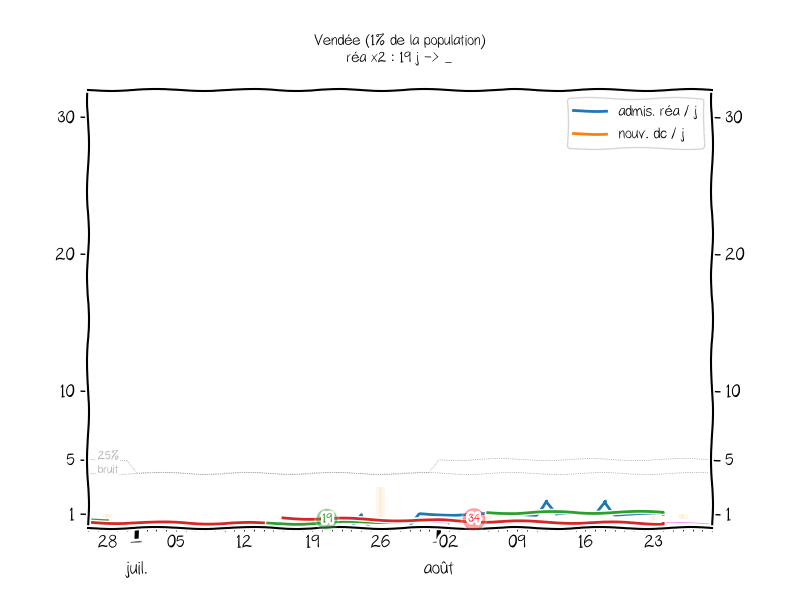 Vendée (1% de la population)
réa x2 : 19 j -> _
admis. réa / j
nouv. dc / j
30 30
20 20
10 10
5 5
1 1
25%
bruit
19 34
28 05 12 19 26 02 09 16 23
juil. août